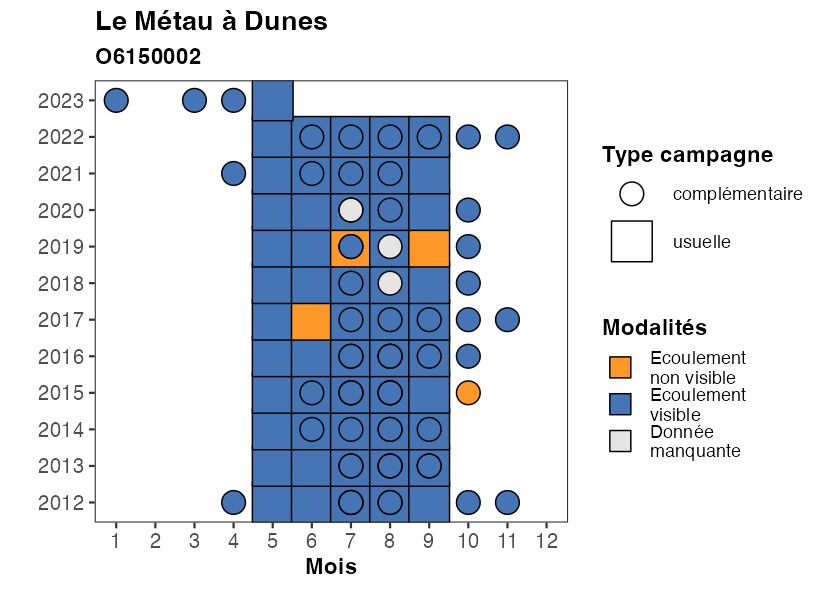 Le Métau à Dunes
O6150002
2023
2022
2021
2020
2019
2018
2017
2016
2015
2014
2013
2012
1 2 3 4 5 6 7 8 9 10 11 12
Mois
Type campagne
complémentaire
usuelle
Modalités
Ecoulement
non visible
Ecoulement
visible
Donnée
manquante